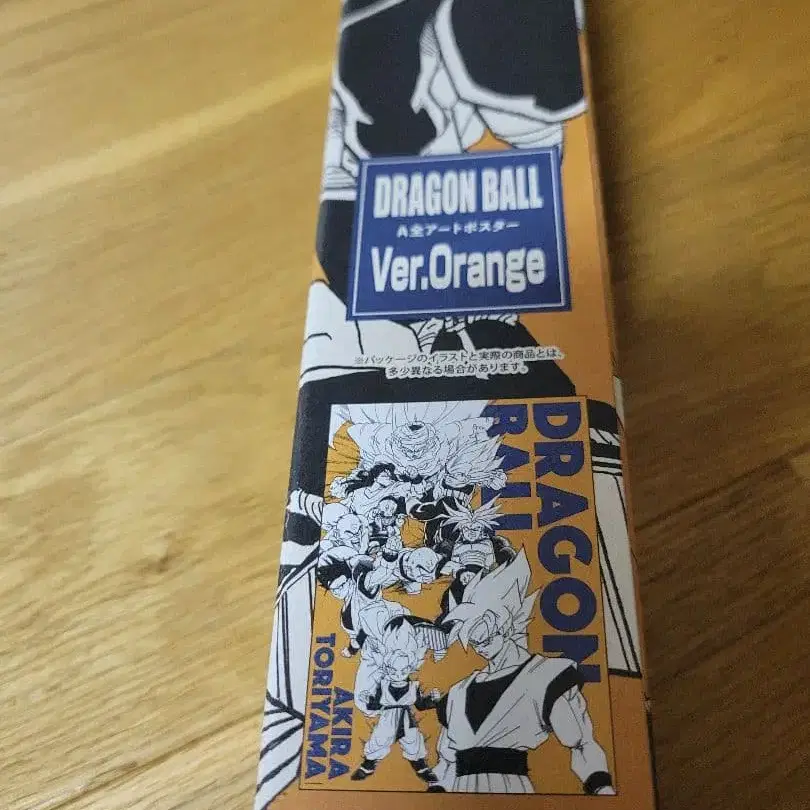 DRAGON BALL
A全アートポスター
Ver.Orange
※パッケージのイラストと実際の商品とは、
多少異なる場合があります。
DRAGON
BALL
AKIRA
TORIYAMA